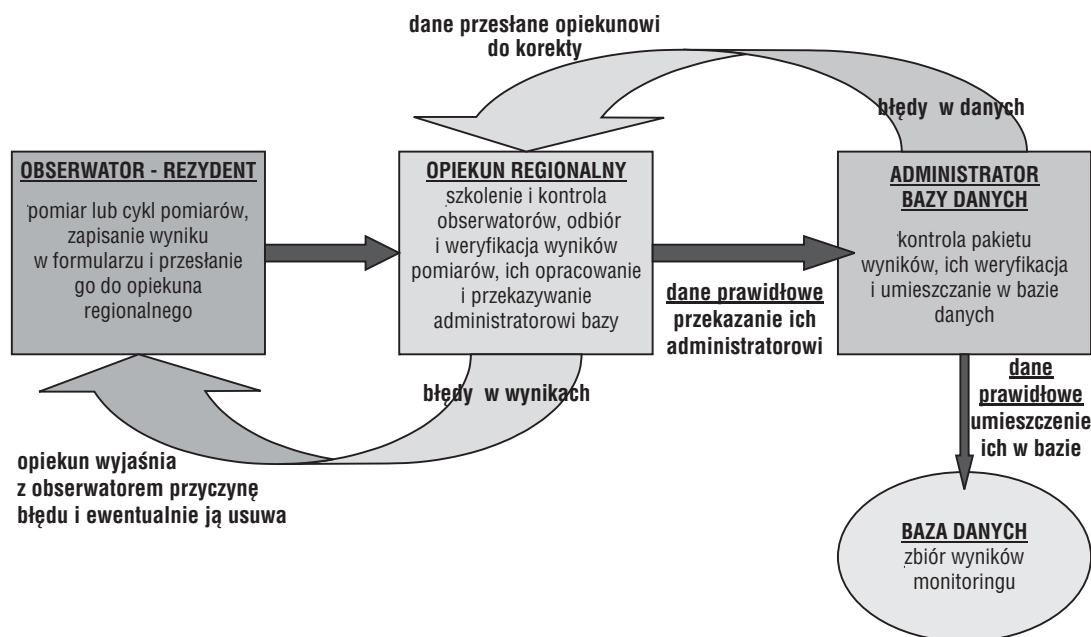 dane przesłane opiekunowi
do korekty
błędy w danych
OBSERWATOR - REZYDENT
pomiar lub cykl pomiarów,
zapisanie wyniku
w formularzu i przesłanie
go do opiekuna
regionalnego
OPIEKUN REGIONALNY
szkolenie i kontrola
obserwatorów, odbiór
i weryfikacja wyników
pomiarów, ich opracowanie
i przekazywanie
administratorowi bazy
dane prawidłowe
przekazanie ich
administratorowi
ADMINISTRATOR
BAZY DANYCH
kontrola pakietu
wyników, ich weryfikacja
i umieszczanie w bazie
danych
błędy w wynikach
opiekun wyjaśnia
z obserwatorem przyczynę
błędu i ewentualnie ją usuwa
dane
prawidłowe
umieszczenie
ich w bazie
BAZA DANYCH
zbiór wyników
monitoringu